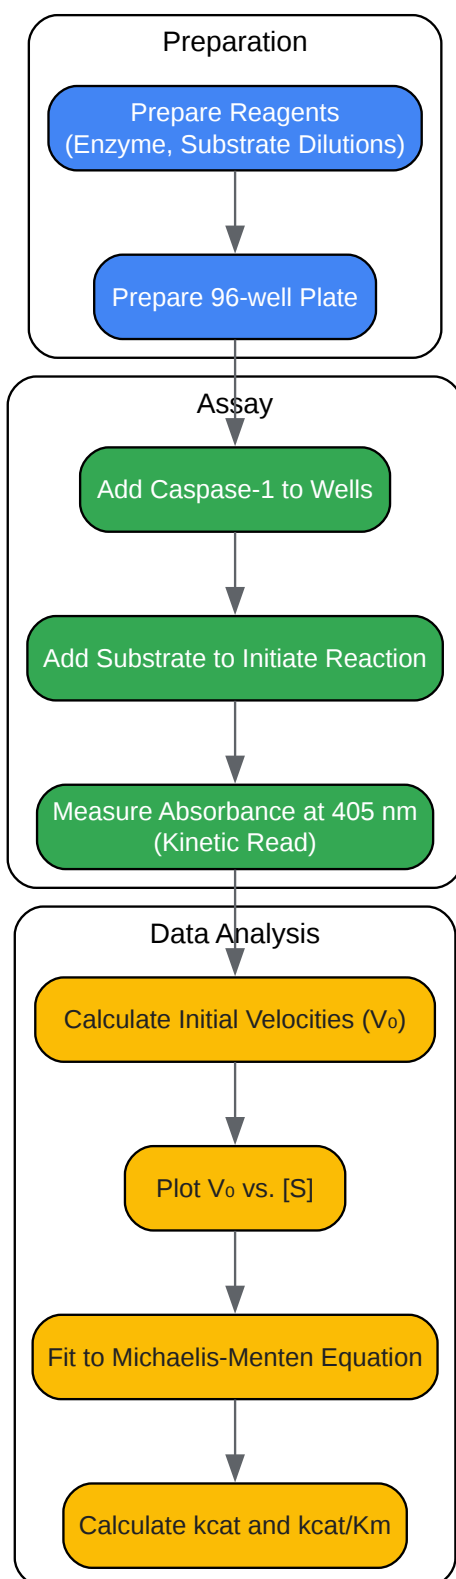 Preparation
Prepare Reagents
(Enzyme, Substrate Dilutions)
Prepare 96-well Plate
Assay
Add Caspase-1 to Wells
Add Substrate to Initiate Reaction
Measure Absorbance at 405 nm
(Kinetic Read)
Data Analysis
Calculate Initial Velocities (V₀)
Plot V₀ vs. [S]
Fit to Michaelis-Menten Equation
Calculate kcat and kcat/Km